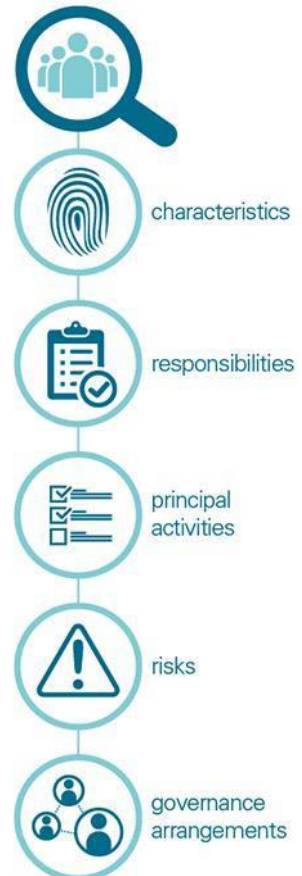 characteristics
responsibilities
principal
activities
risks
governance
arrangements